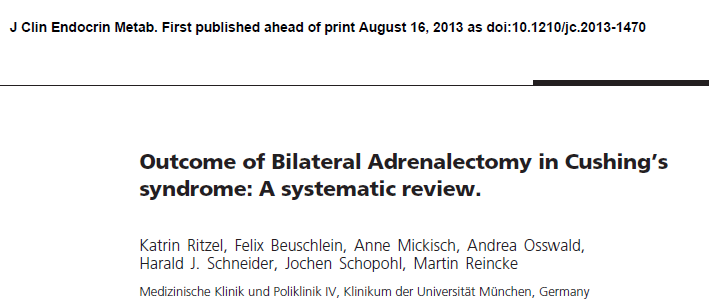 J Clin Endocrin Metab. First published ahead of print August 16, 2013 as doi:10.1210/jc.2013-1470
Outcome of Bilateral Adrenalectomy in Cushing's
syndrome: A systematic review.
Katrin Ritzel, Felix Beuschlein, Anne Mickisch, Andrea Osswald,
Harald J. Schneider, Jochen Schopohl, Martin Reincke
Medizinische Klinik und Poliklinik IV, Klinikum der Universität München, Germany